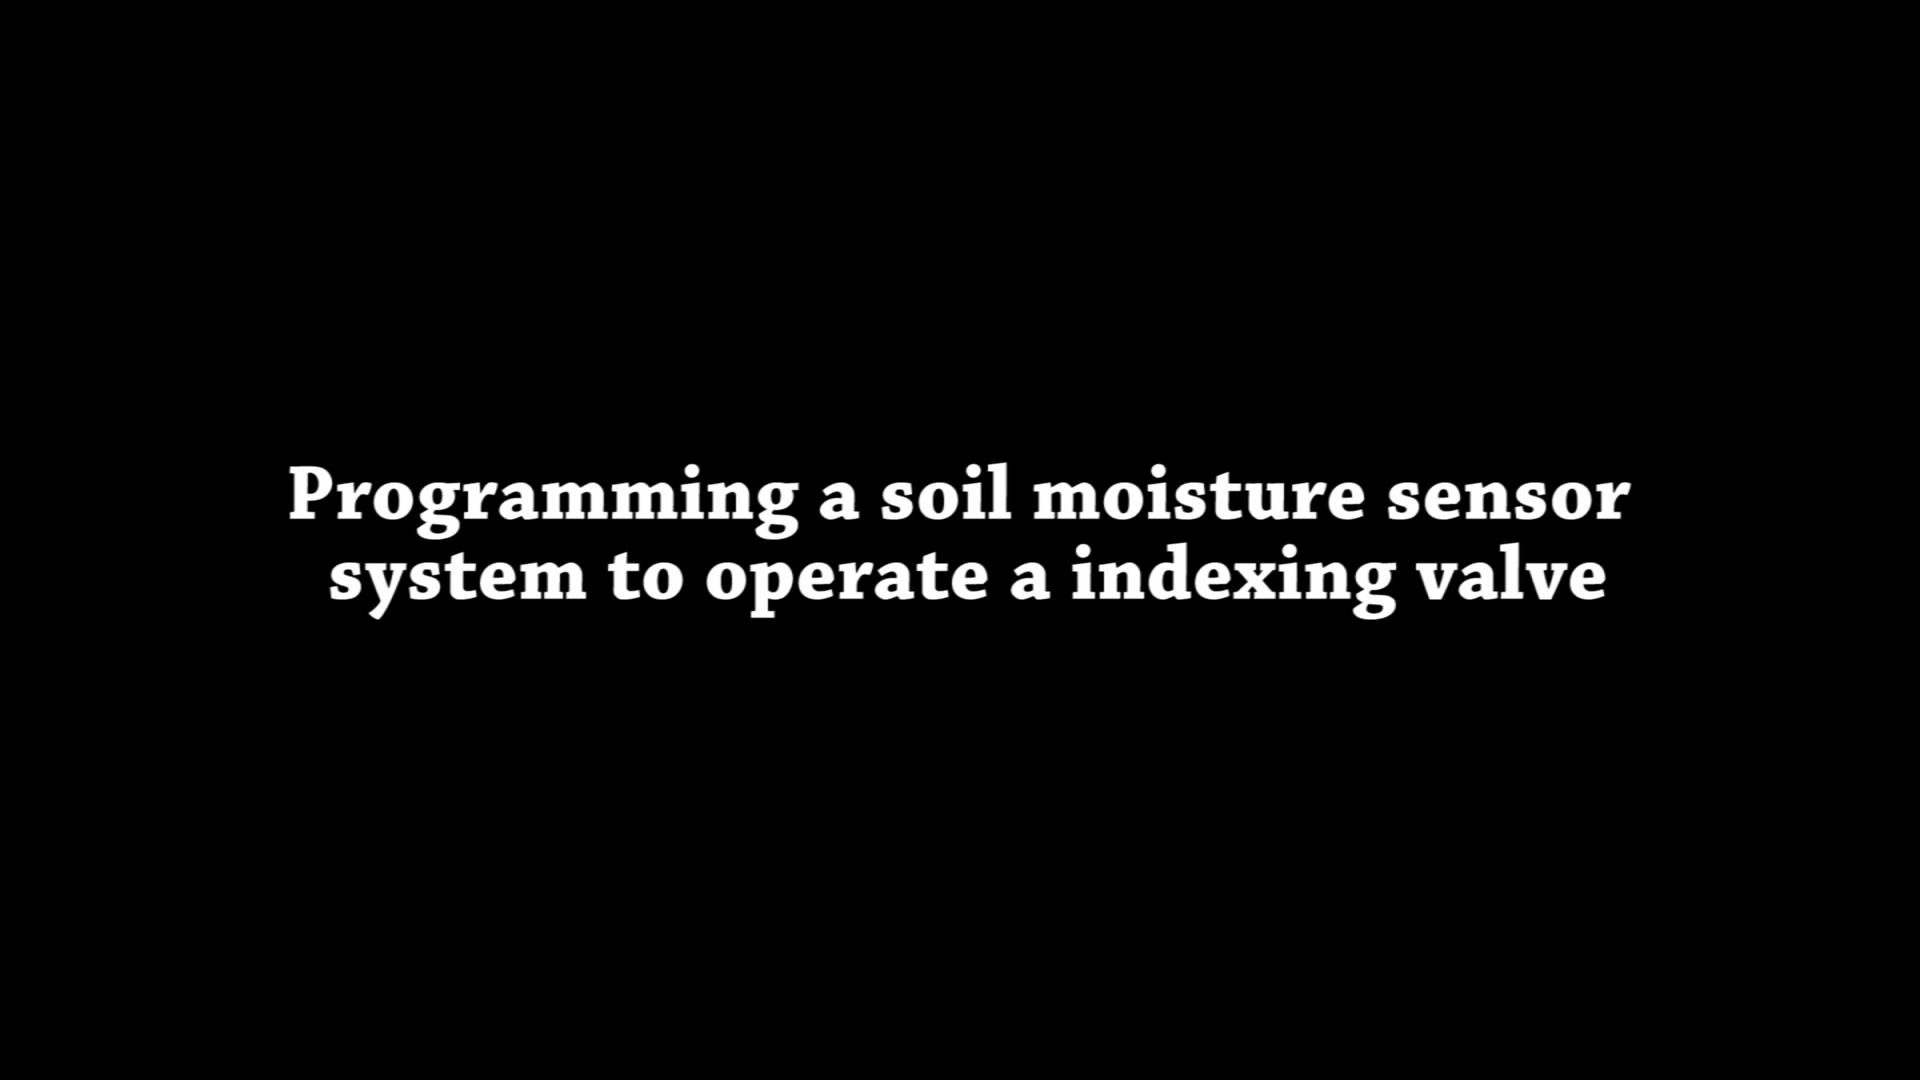 Programming a soil moisture sensor
system to operate a indexing valve